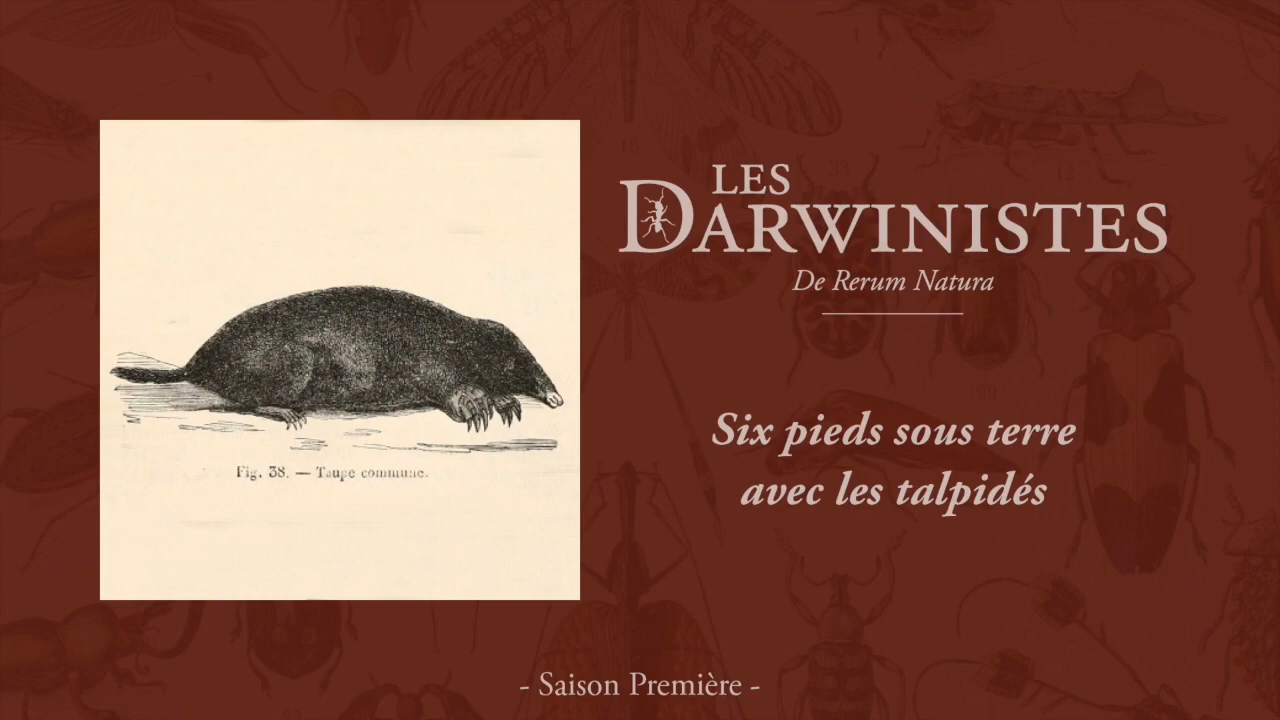 Fig. 38. — Taupe commune.
LES
DARWINISTES
De Rerum Natura
Six pieds sous terre
avec les talpidés
- Saison Première -